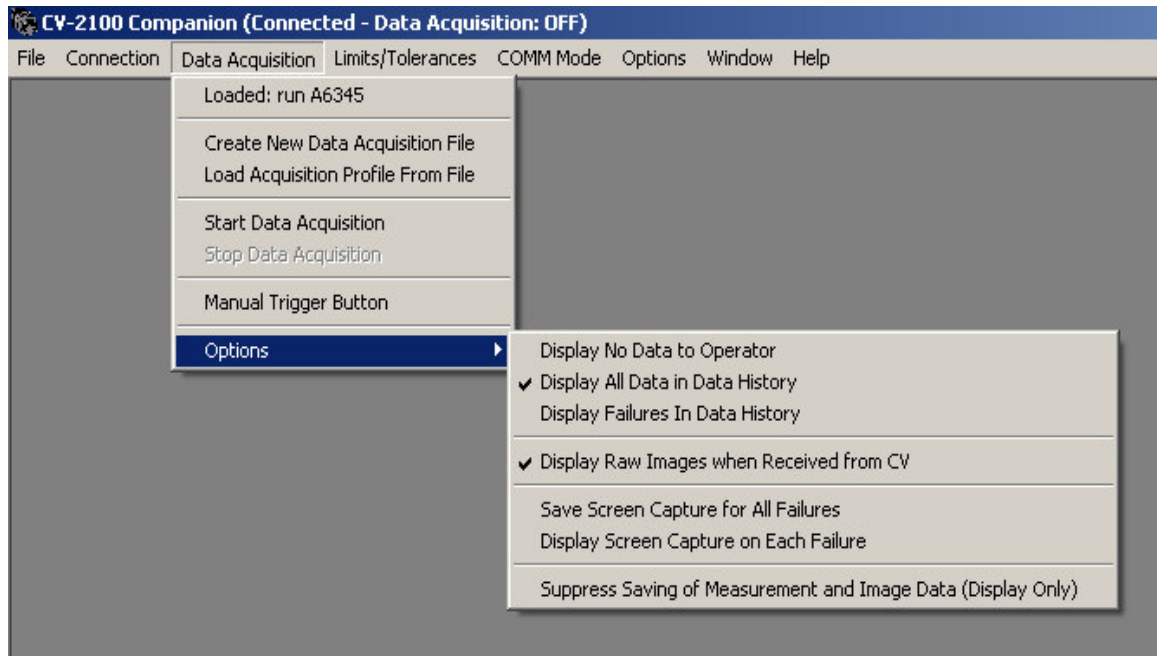 CV-2100 Companion (Connected - Data Acquisition: OFF)
File Connection Data Acquisition Limits/Tolerances COMM Mode Options Window Help
Loaded: run A6345
Create New Data Acquisition File
Load Acquisition Profile From File
Start Data Acquisition
Stop Data Acquisition
Manual Trigger Button
Options
Display No Data to Operator
Display All Data in Data History
Display Failures In Data History
Display Raw Images when Received from CV
Save Screen Capture for All Failures
Display Screen Capture on Each Failure
Suppress Saving of Measurement and Image Data (Display Only)